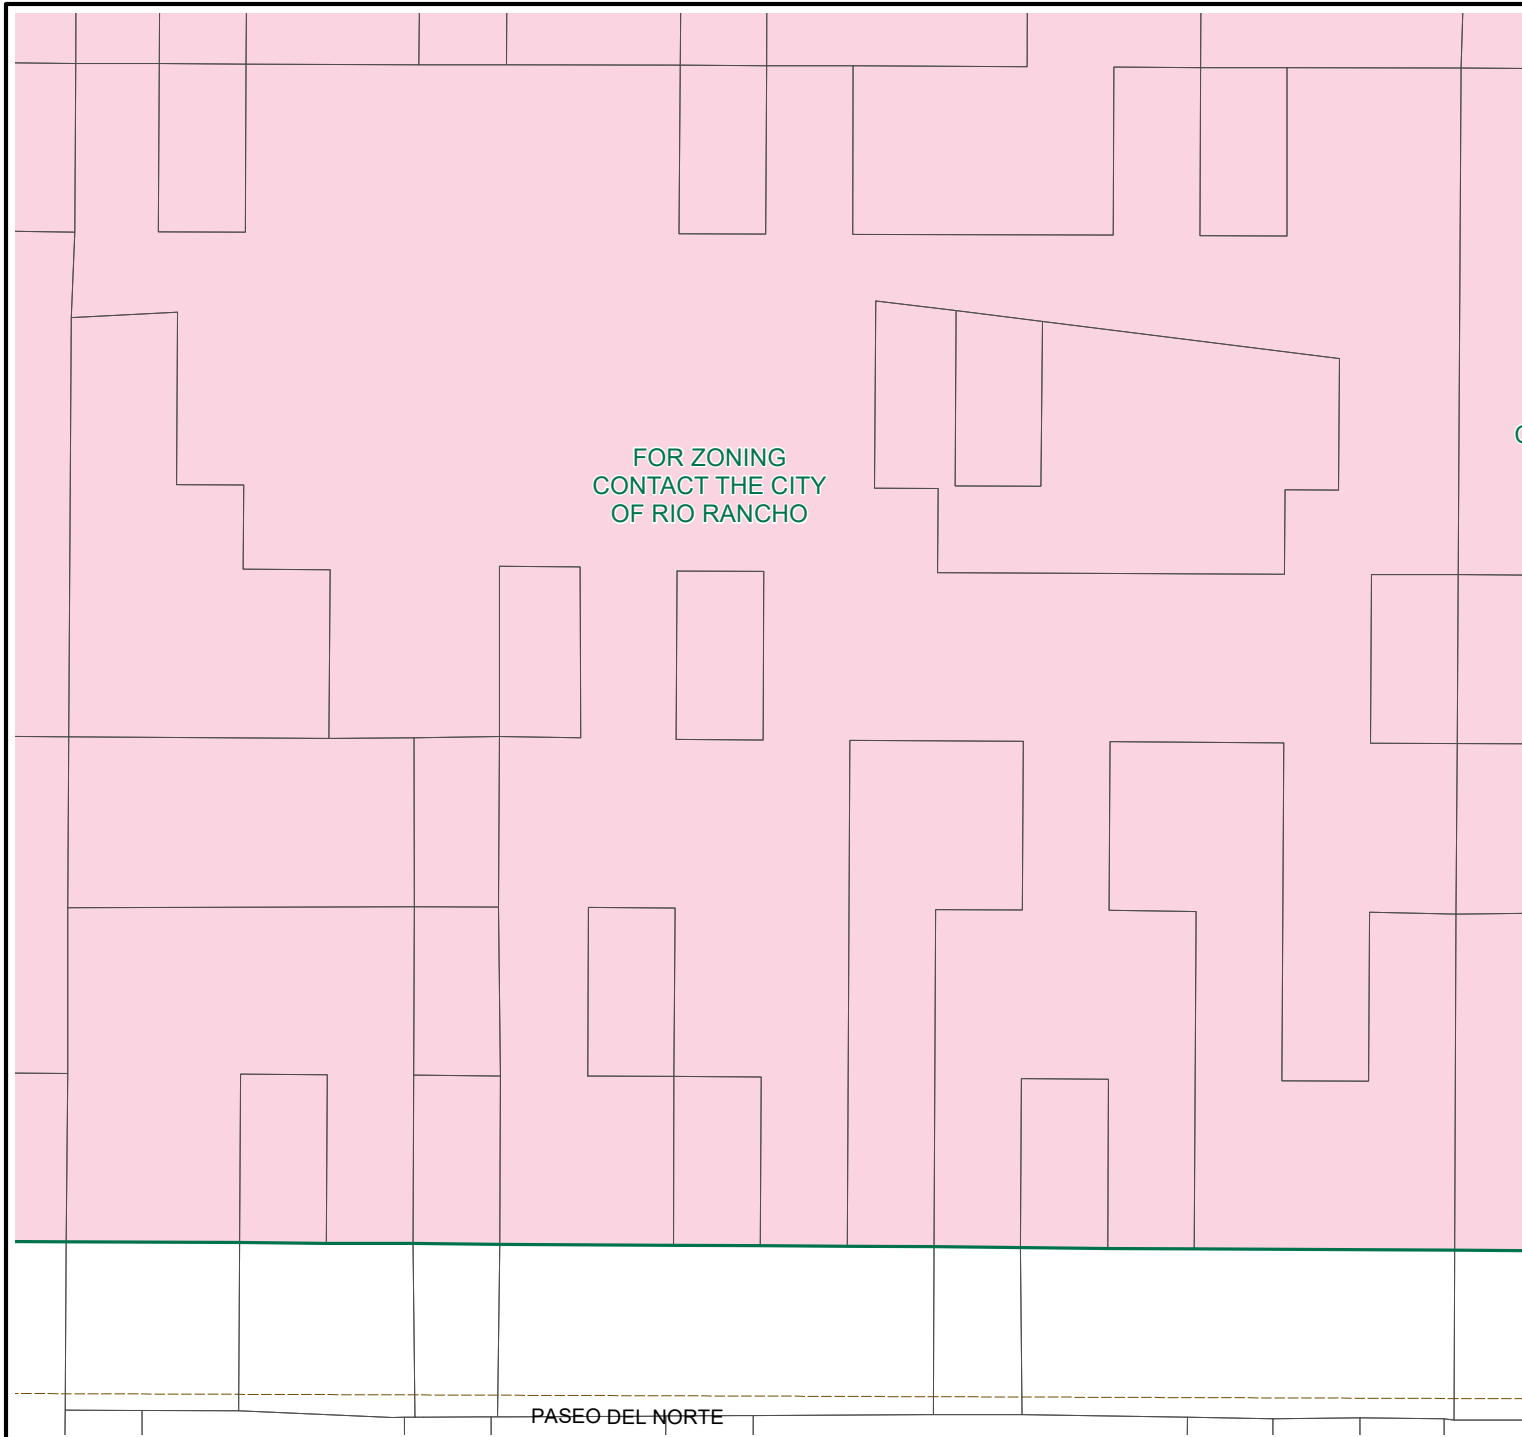 FOR ZONING
CONTACT THE CITY
OF RIO RANCHO
PASEO DEL NORTE